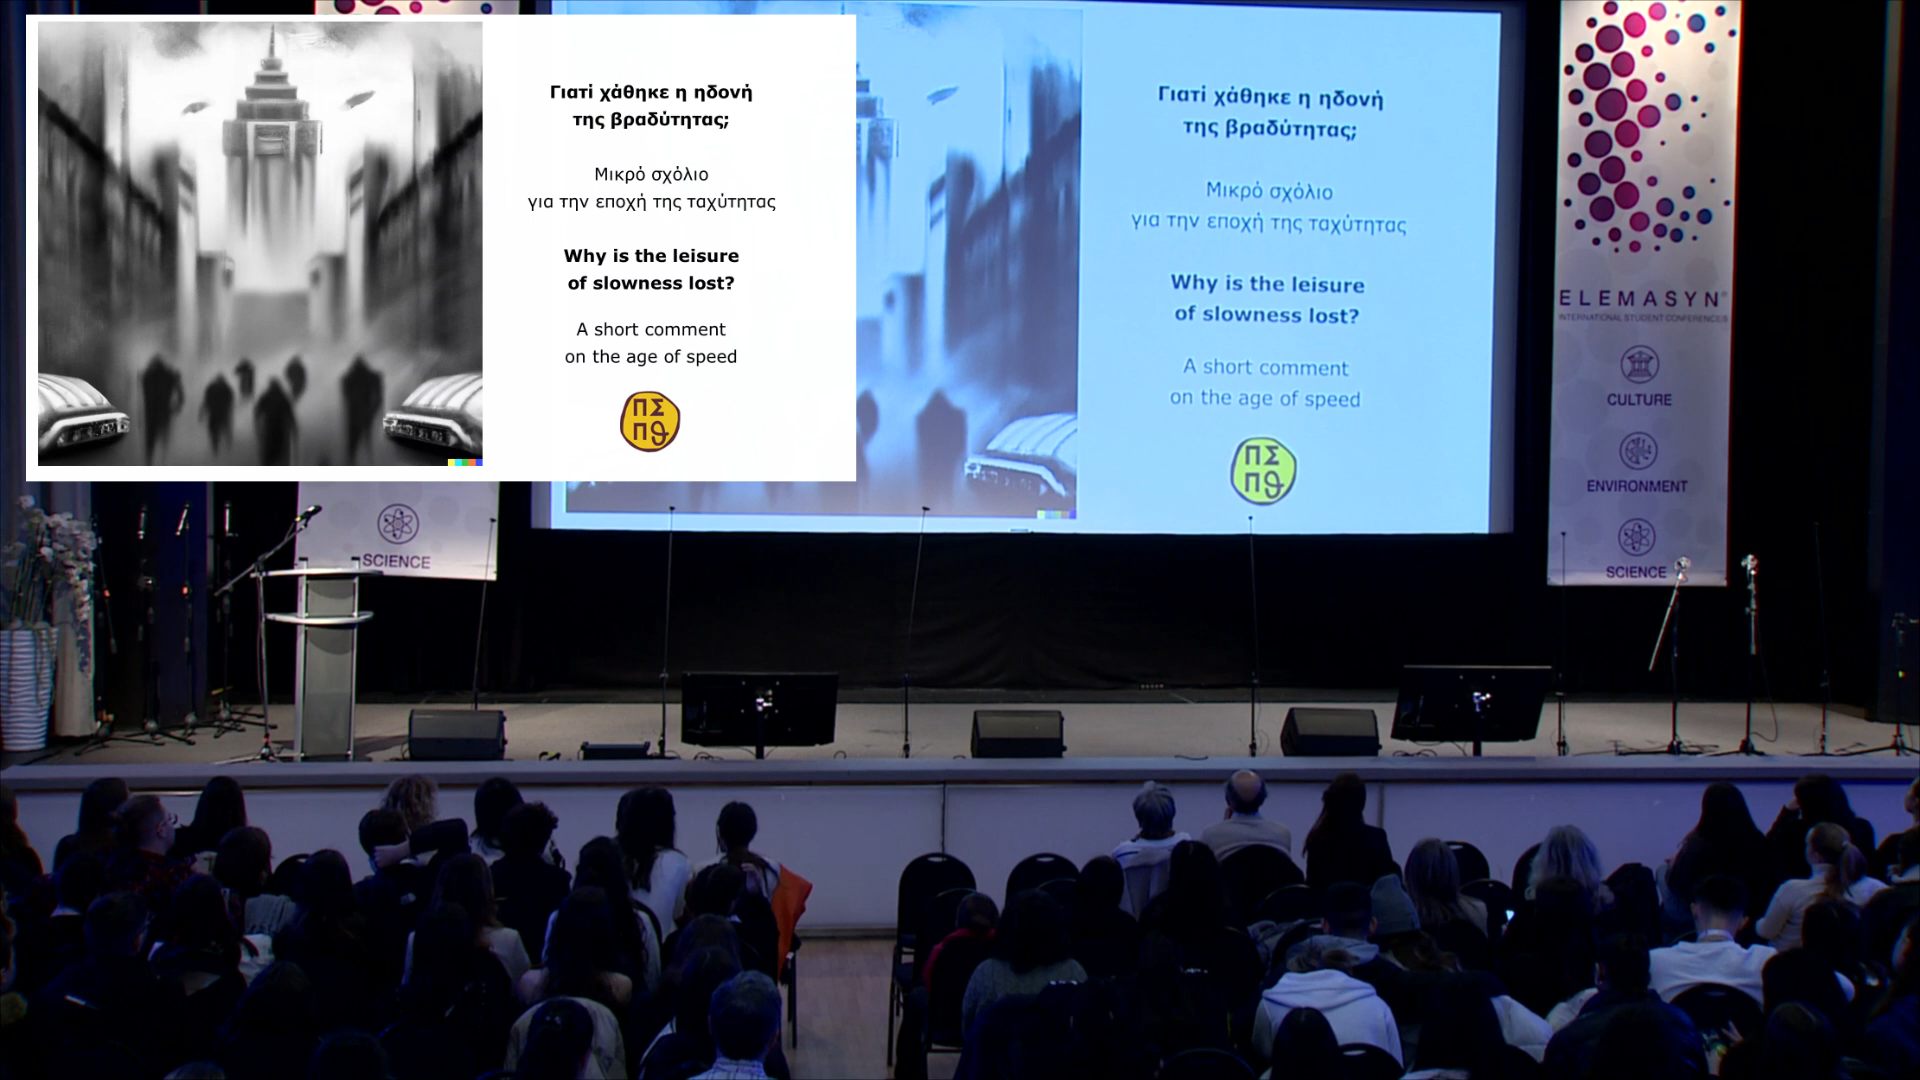 Γιατί χάθηκε η ηδονή
της βραδύτητας;
Μικρό σχόλιο
για την εποχή της ταχύτητας
Why is the leisure
of slowness lost?
A short comment
on the age of speed
ΠΣ
Πϑ
Γιατί χάθηκε η ηδονή
της βραδύτητας;
Μικρό σχόλιο
για την εποχή της ταχύτητας
Why is the leisure
of slowness lost?
A short comment
on the age of speed
ΠΣ
Πϑ
ELEMASYN
INTERNATIONAL STUDENT CONFERENCES
CULTURE
ENVIRONMENT
SCIENCE
SCIENCE